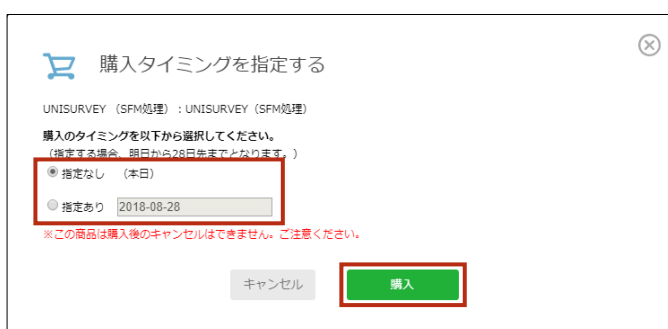 購入タイミングを指定する
UNISURVEY （SFM処理）：UNISURVEY（SFM処理）
購入のタイミングを以下から選択してください。
（指定する場合、明日から28日先までとなります。）
指定なし （本日）
指定あり 2018-08-28
※この商品は購入後のキャンセルはできません。ご注意ください。
キャンセル 購入